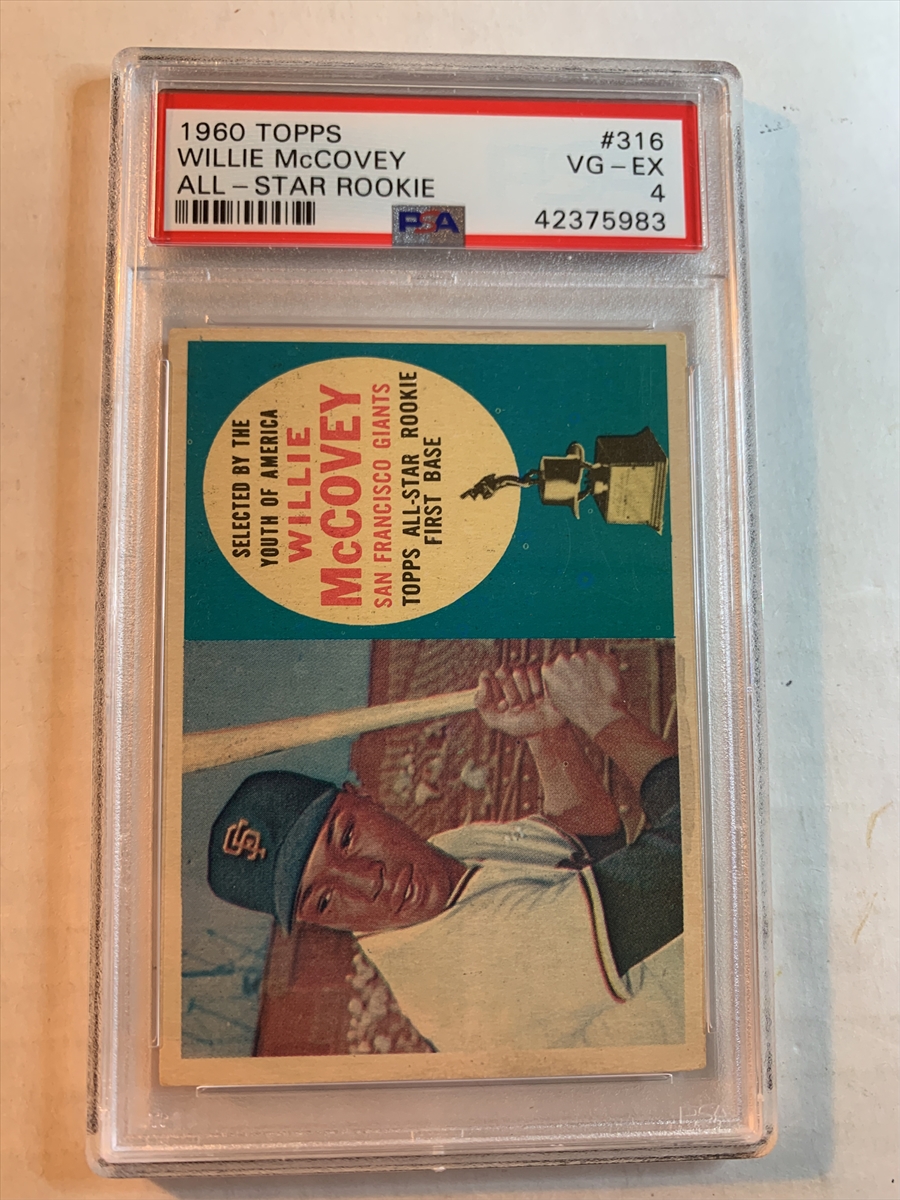 1960 TOPPS #316
WILLIE McCOVEY VG-EX
ALL-STAR ROOKIE 4
PSA 42375983
SELECTED BY THE
YOUTH OF AMERICA
WILLIE
McCOVEY
SAN FRANCISCO GIANTS
TOPPS ALL-STAR ROOKIE
FIRST BASE
SF
PSA